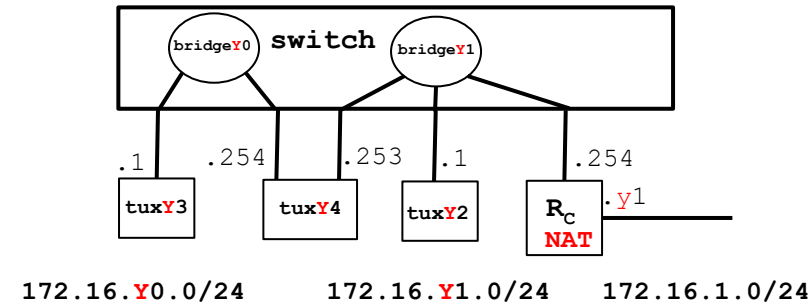 switch
bridgeY0
bridgeY1
.1
.254
.253
.1
.254
tuxY3
tuxY4
tuxY2
RC
NAT
.y1
172.16.Y0.0/24
172.16.Y1.0/24
172.16.1.0/24